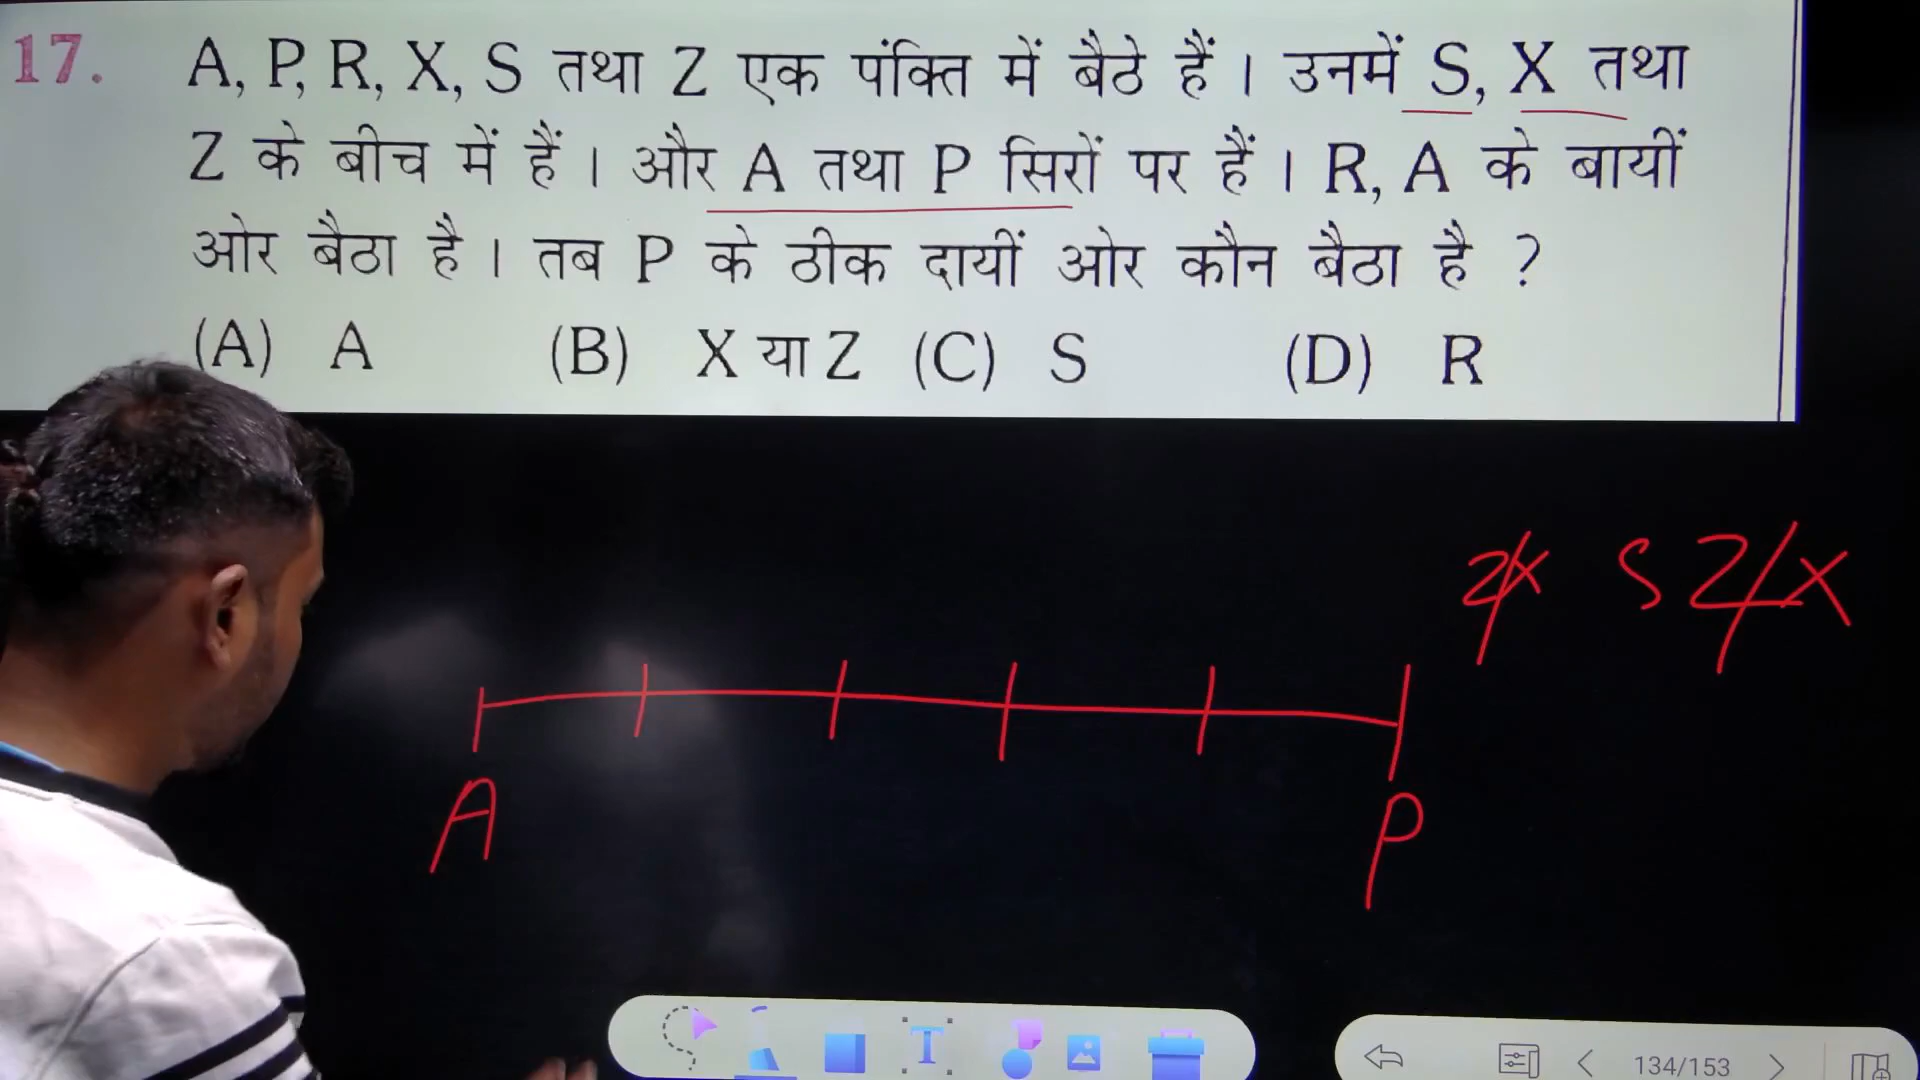 17. A, P, R, X, S तथा Z एक पंक्ति में बैठे हैं । उनमें S, X तथा
Z के बीच में हैं । और A तथा P सिरों पर हैं । R, A के बायीं
ओर बैठा है । तब P के ठीक दायीं ओर कौन बैठा है ?
(A) A (B) X या Z (C) S (D) R
Z/X S Z/X
A P
T
134/153